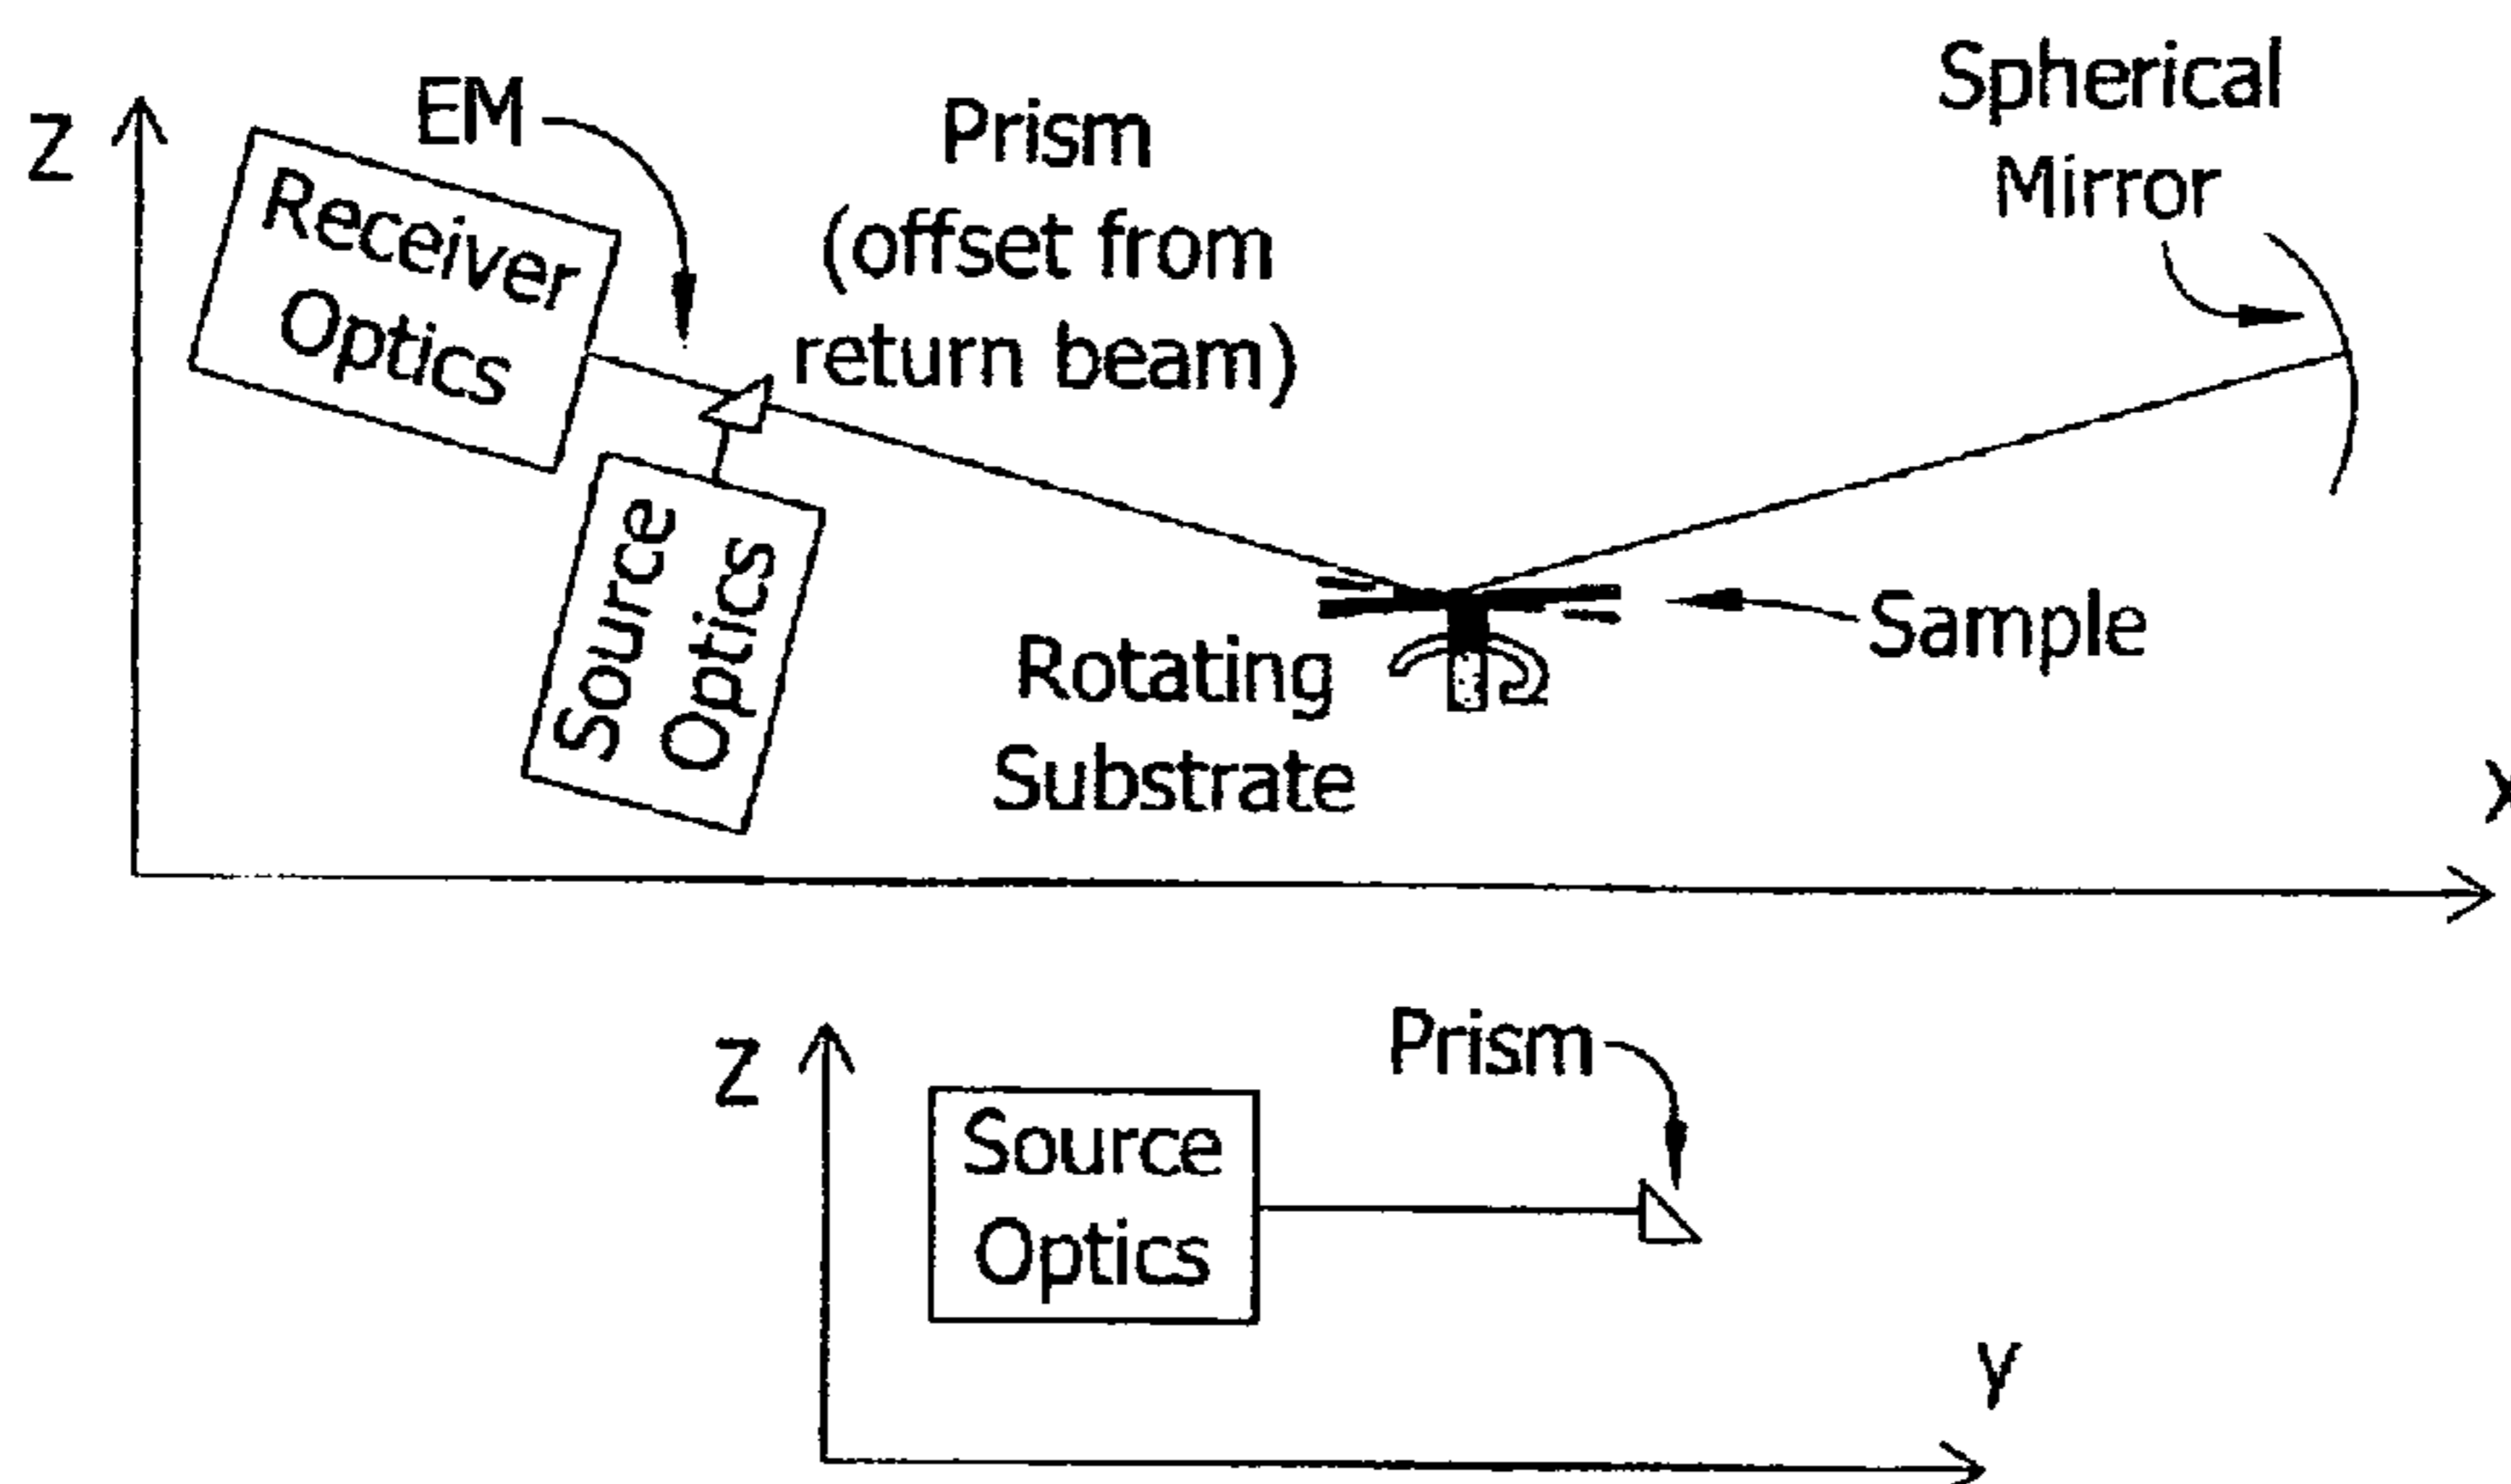 Z
EM
Receiver
Optics
Prism
(offset from
return beam)
Spherical
Mirror
Source
Optics
Rotating
Substrate
Sample
X
Z
Source
Optics
Prism
y